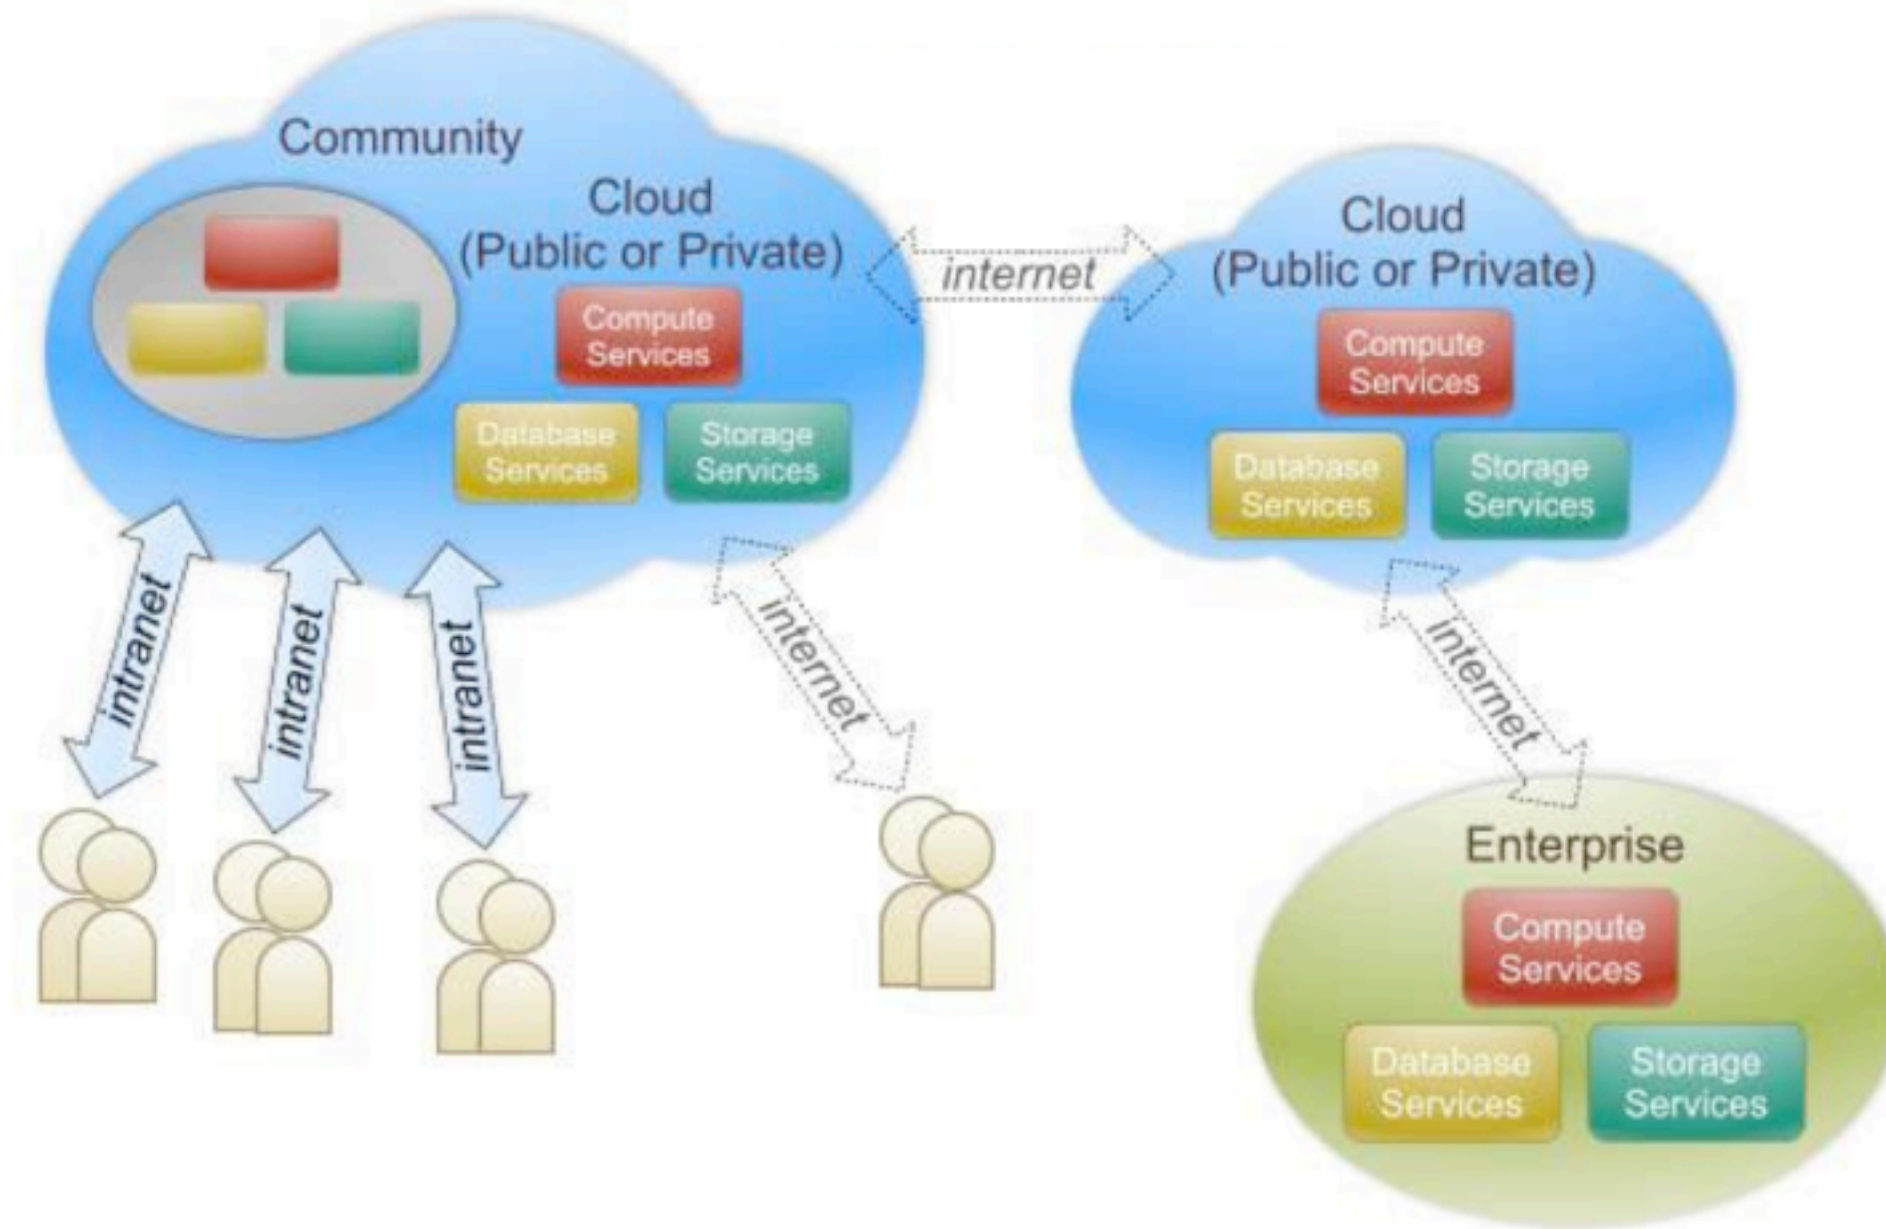 Community
Cloud
(Public or Private)
Compute
Services
Database
Services
Storage
Services
internet
Cloud
(Public or Private)
Compute
Services
Database
Services
Storage
Services
intranet
intranet
intranet
internet
internet
Enterprise
Compute
Services
Database
Services
Storage
Services